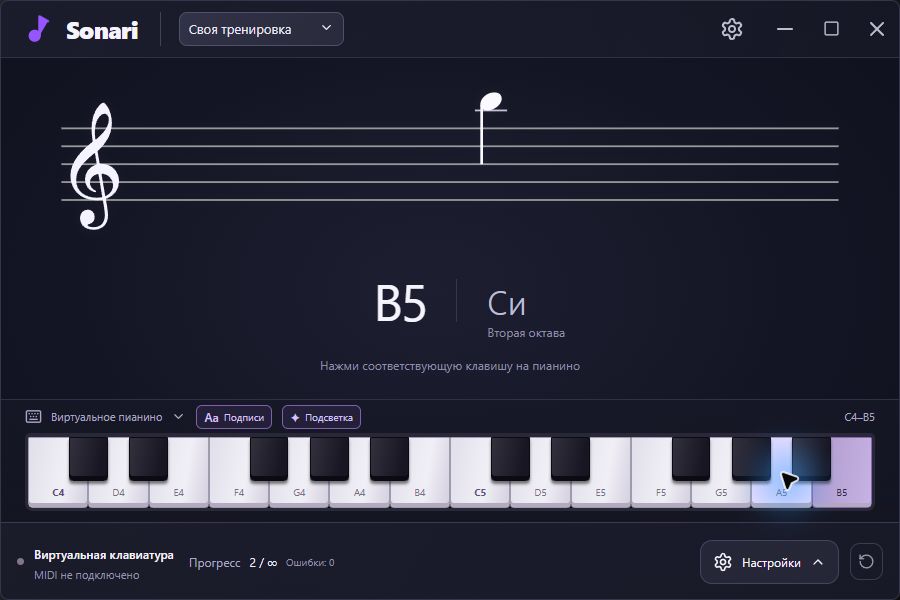 Sonari
Своя тренировка
B5
Си
Вторая октава
Нажми соответствующую клавишу на пианино
Виртуальное пианино
Aa Подписи
Подсветка
C4–B5
C4 D4 E4 F4 G4 A4 B4 C5 D5 E5 F5 G5 A5 B5
Виртуальная клавиатура
MIDI не подключено
Прогресс 2 / ∞ Ошибки: 0
Настройки